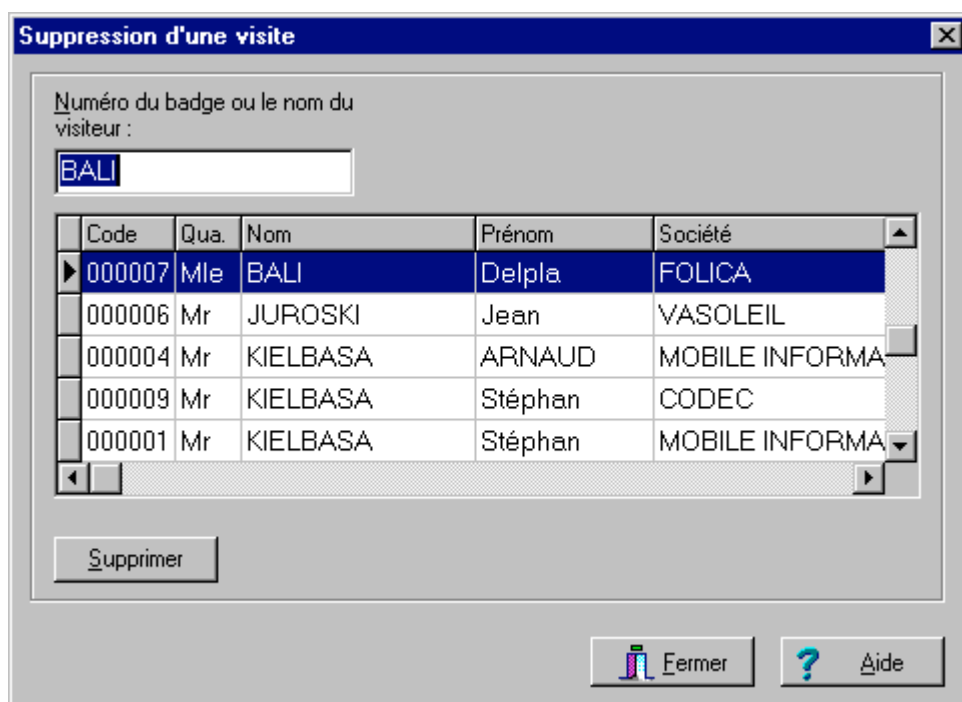 Suppression d'une visite
Numéro du badge ou le nom du
visiteur :
BALI
Code Qua. Nom Prénom Société
000007 Mle BALI Delpla FOLICA
000006 Mr JUROSKI Jean VASOLEIL
000004 Mr KIELBASA ARNAUD MOBILE INFORMA
000009 Mr KIELBASA Stéphan CODEC
000001 Mr KIELBASA Stéphan MOBILE INFORMA
Supprimer
Fermer ? Aide